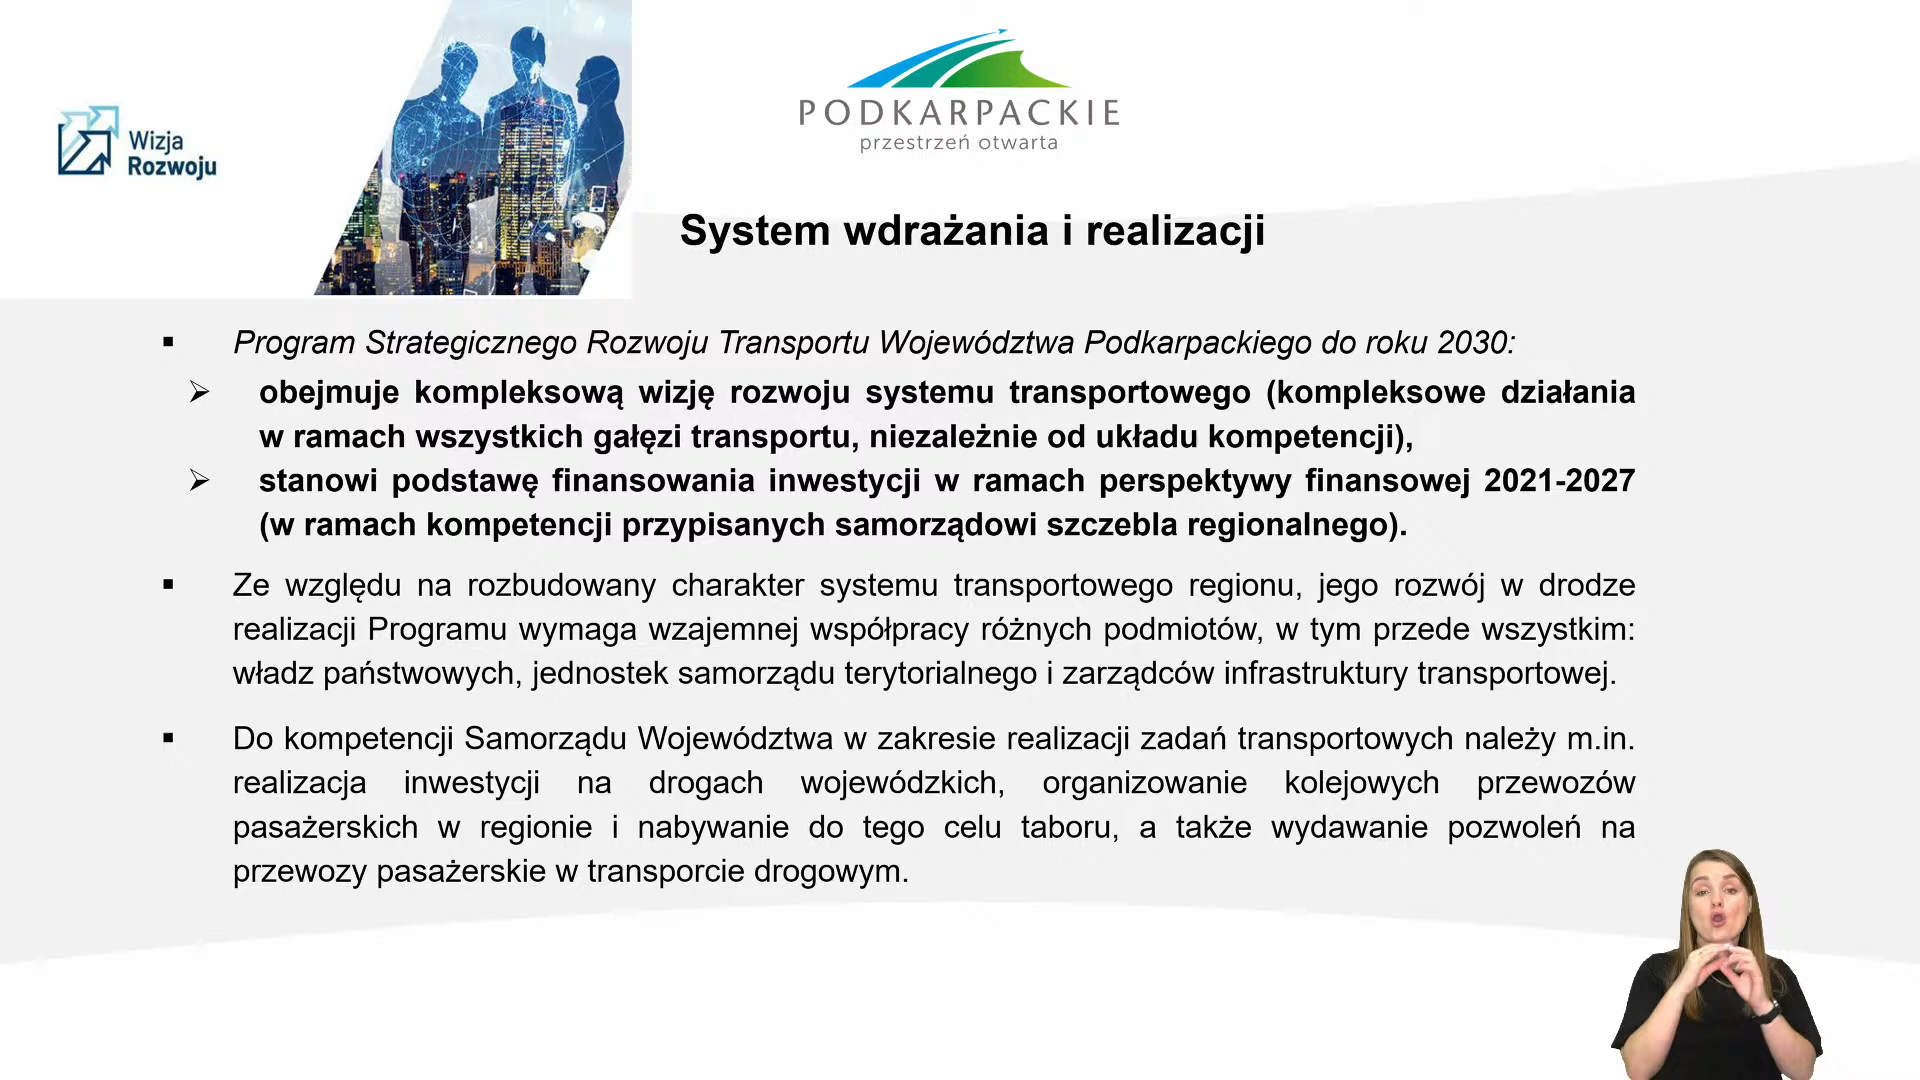 Wizja
Rozwoju
PODKARPACKIE
przestrzeń otwarta
System wdrażania i realizacji
▪ Program Strategicznego Rozwoju Transportu Województwa Podkarpackiego do roku 2030:
➢ obejmuje kompleksową wizję rozwoju systemu transportowego (kompleksowe działania
w ramach wszystkich gałęzi transportu, niezależnie od układu kompetencji),
➢ stanowi podstawę finansowania inwestycji w ramach perspektywy finansowej 2021-2027
(w ramach kompetencji przypisanych samorządowi szczebla regionalnego).
▪ Ze względu na rozbudowany charakter systemu transportowego regionu, jego rozwój w drodze
realizacji Programu wymaga wzajemnej współpracy różnych podmiotów, w tym przede wszystkim:
władz państwowych, jednostek samorządu terytorialnego i zarządców infrastruktury transportowej.
▪ Do kompetencji Samorządu Województwa w zakresie realizacji zadań transportowych należy m.in.
realizacja inwestycji na drogach wojewódzkich, organizowanie kolejowych przewozów
pasażerskich w regionie i nabywanie do tego celu taboru, a także wydawanie pozwoleń na
przewozy pasażerskie w transporcie drogowym.